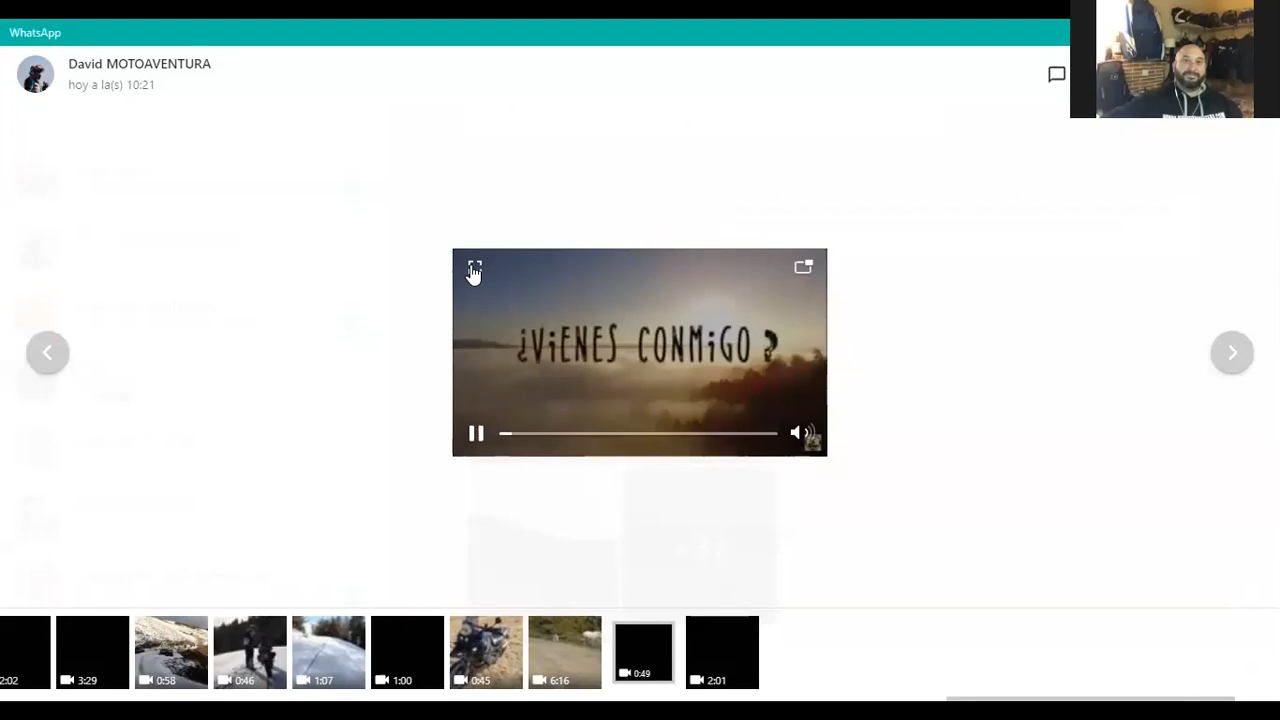 WhatsApp
David MOTOAVENTURA
hoy a la(s) 10:21
¿ViENES CONMiGO?
2:02
3:29
0:58
0:46
1:07
1:00
0:45
6:16
0:49
2:01